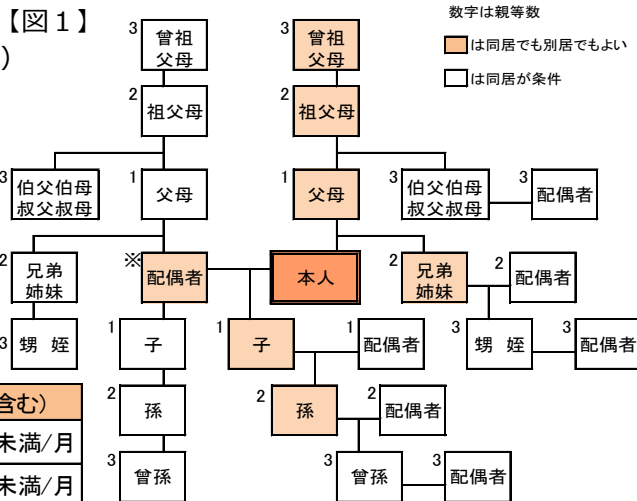 【図１】
)
数字は親等数
は同居でも別居でもよい
は同居が条件
3 曾祖
父母
3 曾祖
父母
2 祖父母
2 祖父母
3 伯父伯母
叔父叔母
1 父母
1 父母
3 伯父伯母
叔父叔母
3 配偶者
2 兄弟
姉妹
※ 配偶者
本人
2 兄弟
姉妹
2 配偶者
3 甥 姪
1 子
1 子
1 配偶者
3 甥 姪
3 配偶者
2 孫
2 孫
2 配偶者
3 曾孫
3 曾孫
3 配偶者
含む)
未満/月
未満/月